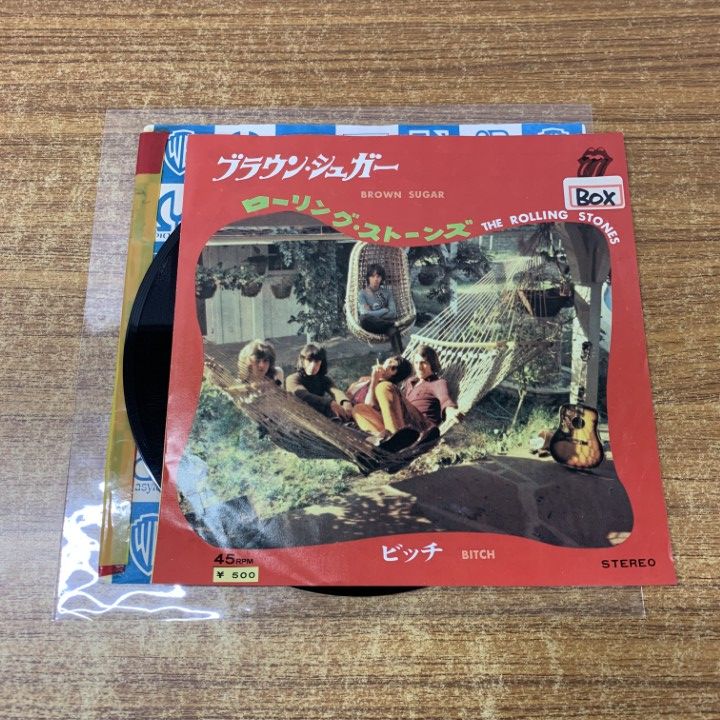 ブラウン・シュガー
BROWN SUGAR
BOX
ローリング・ストーンズ THE ROLLING STONES
45RPM
¥ 500
ビッチ BITCH
STEREO